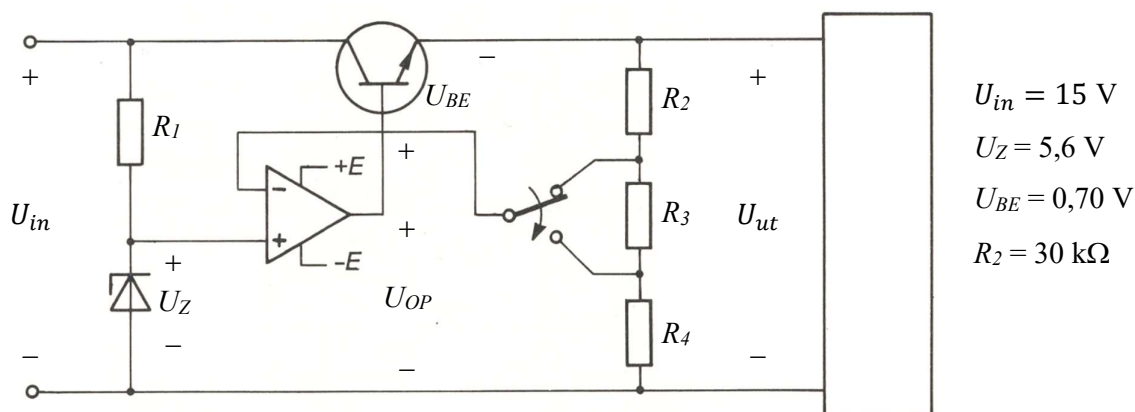 +
−
+
U_BE
R_2
U_in = 15 V
R_1
+
+E
U_Z = 5,6 V
−
U_BE = 0,70 V
U_in
+
R_3
U_ut
R_2 = 30 kΩ
+
+
−E
U_Z
U_OP
R_4
−
−
−
−